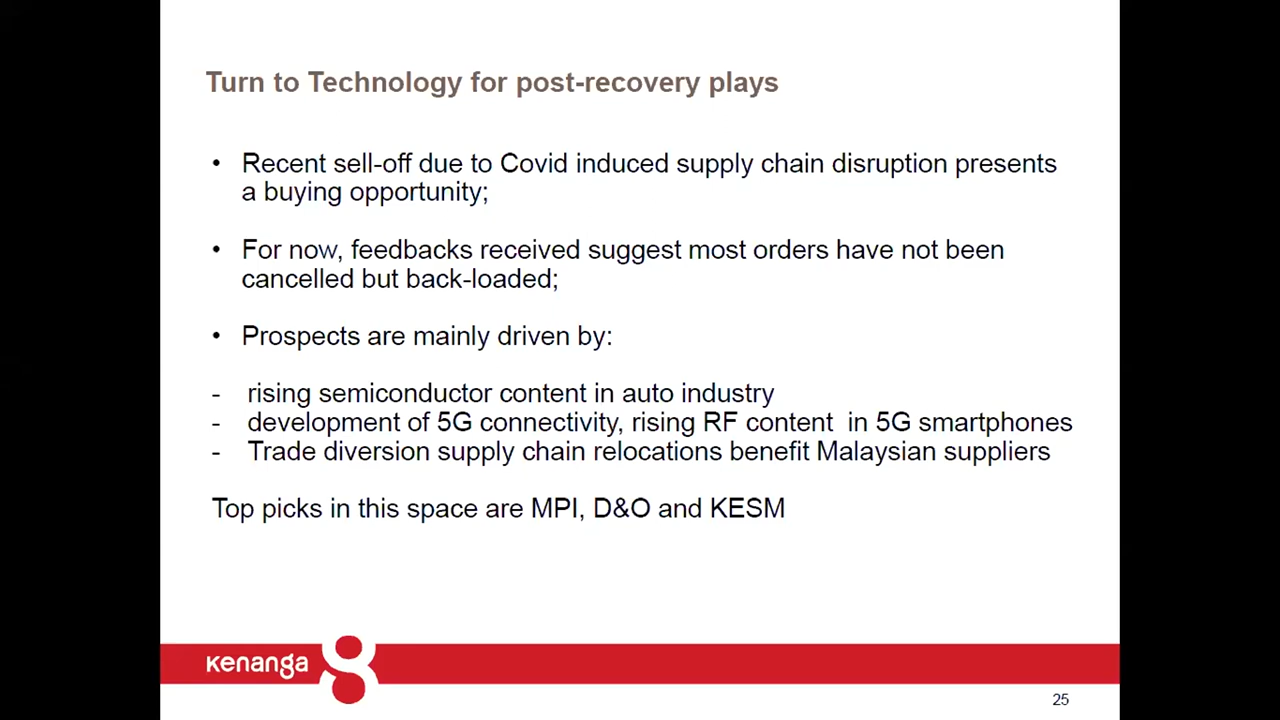 Turn to Technology for post-recovery plays
• Recent sell-off due to Covid induced supply chain disruption presents
a buying opportunity;
• For now, feedbacks received suggest most orders have not been
cancelled but back-loaded;
• Prospects are mainly driven by:
- rising semiconductor content in auto industry
- development of 5G connectivity, rising RF content in 5G smartphones
- Trade diversion supply chain relocations benefit Malaysian suppliers
Top picks in this space are MPI, D&O and KESM
kenanga
25